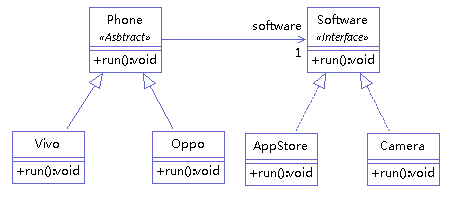 Phone
«Asbtract»
+run():void
software
1
Software
«Interface»
+run():void
Vivo
+run():void
Oppo
+run():void
AppStore
+run():void
Camera
+run():void